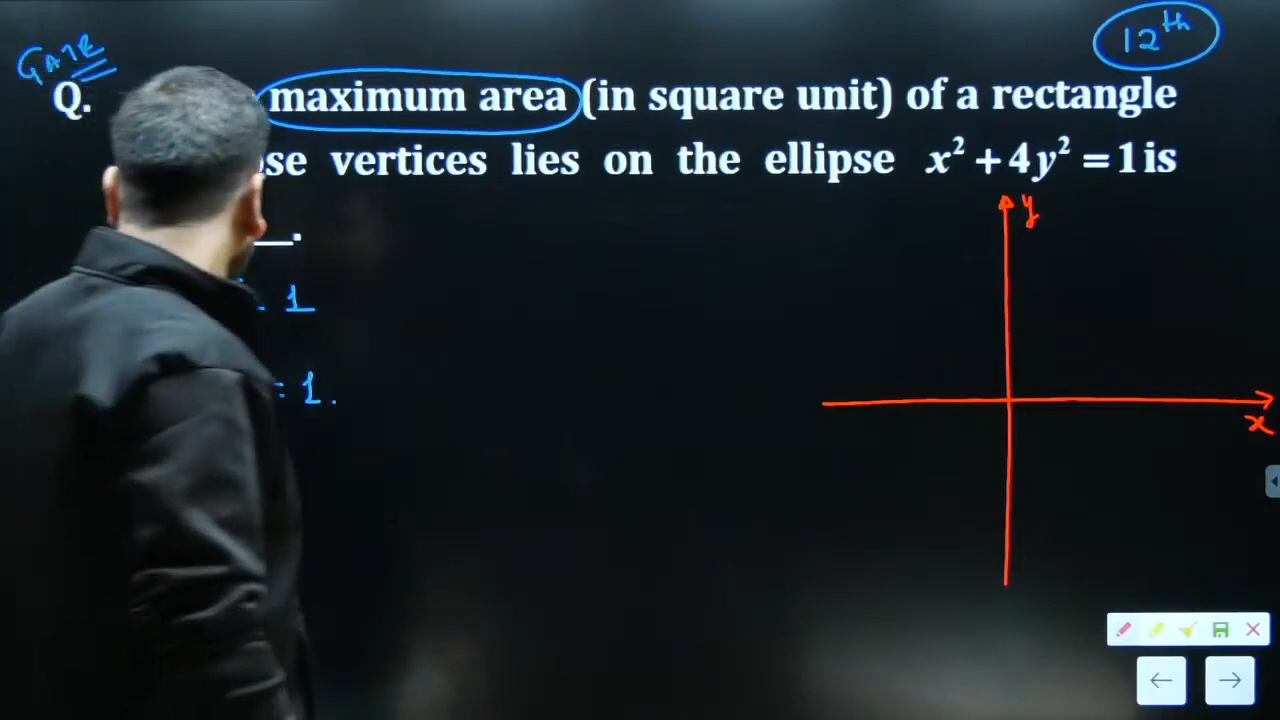 GATE
12th
Q. maximum area (in square unit) of a rectangle
vertices lies on the ellipse x² + 4y² = 1 is
__.
1
= 1.
y
x